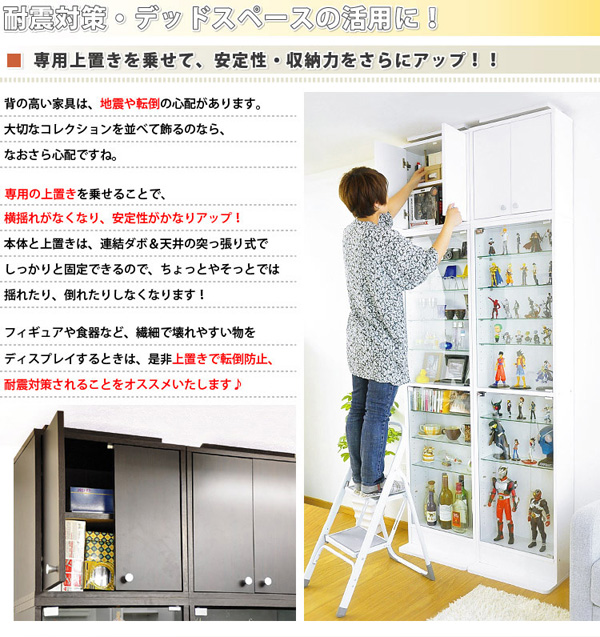 耐震対策・デッドスペースの活用に！
専用上置きを乗せて、安定性・収納力をさらにアップ！！
背の高い家具は、地震や転倒の心配があります。
大切なコレクションを並べて飾るのなら、
なおさら心配ですね。
専用の上置きを乗せることで、
横揺れがなくなり、安定性がかなりアップ！
本体と上置きは、連結ダボ＆天井の突っ張り式で
しっかりと固定できるので、ちょっとやそっとでは
揺れたり、倒れたりしなくなります！
フィギュアや食器など、繊細で壊れやすい物を
ディスプレイするときは、是非上置きで転倒防止、
耐震対策されることをオススメいたします♪